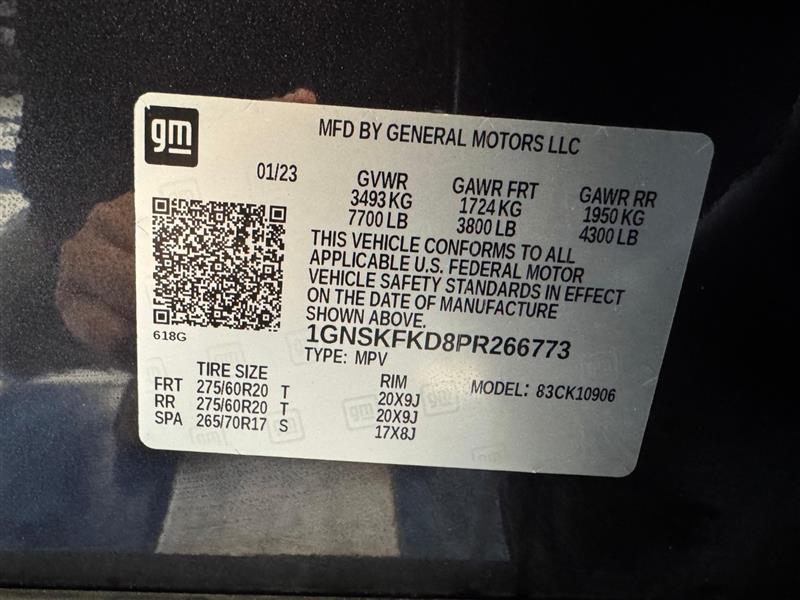 gm
MFD BY GENERAL MOTORS LLC
01/23
GVWR GAWR FRT GAWR RR
3493 KG 1724 KG 1950 KG
7700 LB 3800 LB 4300 LB
THIS VEHICLE CONFORMS TO ALL
APPLICABLE U.S. FEDERAL MOTOR
VEHICLE SAFETY STANDARDS IN EFFECT
ON THE DATE OF MANUFACTURE
SHOWN ABOVE.
618G
1GNSKFKD8PR266773
TYPE: MPV
TIRE SIZE RIM MODEL: 83CK10906
FRT 275/60R20 T 20X9J
RR 275/60R20 T 20X9J
SPA 265/70R17 S 17X8J